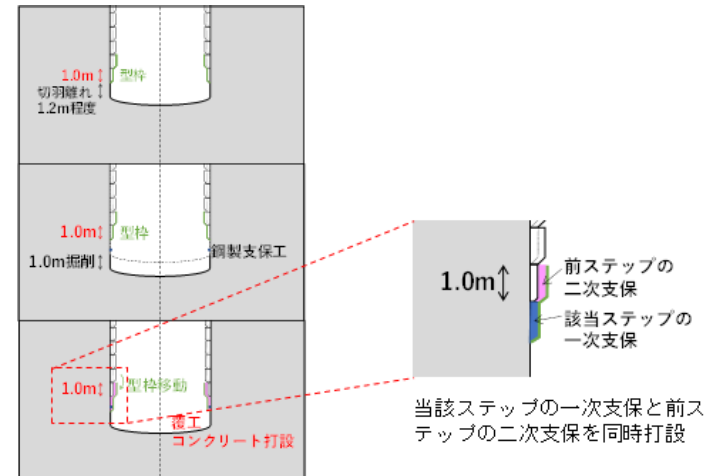 1.0m
型枠
切羽離れ
1.2m程度
1.0m
型枠
鋼製支保工
1.0m掘削
1.0m
型枠移動
覆工
コンクリート打設
1.0m
前ステップの
二次支保
該当ステップの
一次支保
当該ステップの一次支保と前ス
テップの二次支保を同時打設